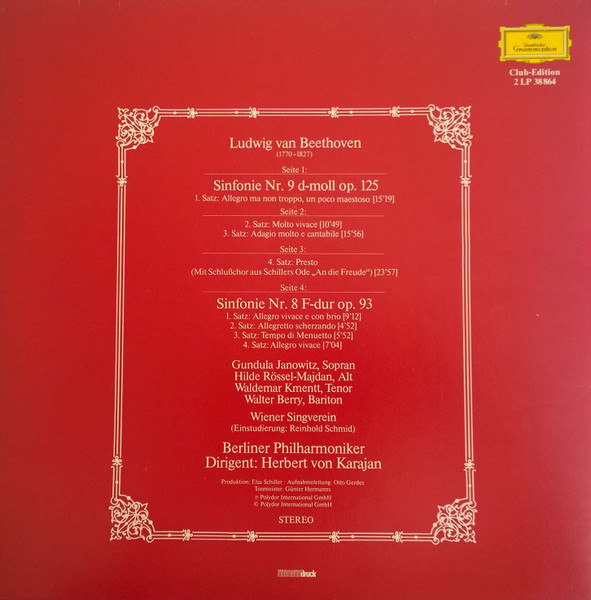 Deutsche
Grammophon
Club-Edition
2 LP 38 864
Ludwig van Beethoven
(1770–1827)
Seite 1:
Sinfonie Nr. 9 d-moll op. 125
1. Satz: Allegro ma non troppo, un poco maestoso [15'19]
Seite 2:
2. Satz: Molto vivace [10'49]
3. Satz: Adagio molto e cantabile [15'56]
Seite 3:
4. Satz: Presto
(Mit Schlußchor aus Schillers Ode „An die Freude“) [23'57]
Seite 4:
Sinfonie Nr. 8 F-dur op. 93
1. Satz: Allegro vivace e con brio [9'12]
2. Satz: Allegretto scherzando [4'52]
3. Satz: Tempo di Menuetto [5'52]
4. Satz: Allegro vivace [7'04]
Gundula Janowitz, Sopran
Hilde Rössel-Majdan, Alt
Waldemar Kmentt, Tenor
Walter Berry, Bariton
Wiener Singverein
(Einstudierung: Reinhold Schmid)
Berliner Philharmoniker
Dirigent: Herbert von Karajan
Produktion: Elsa Schiller · Aufnahmeleitung: Otto Gerdes
Tonmeister: Günter Hermanns
℗ Polydor International GmbH
© Polydor International GmbH
STEREO
druck